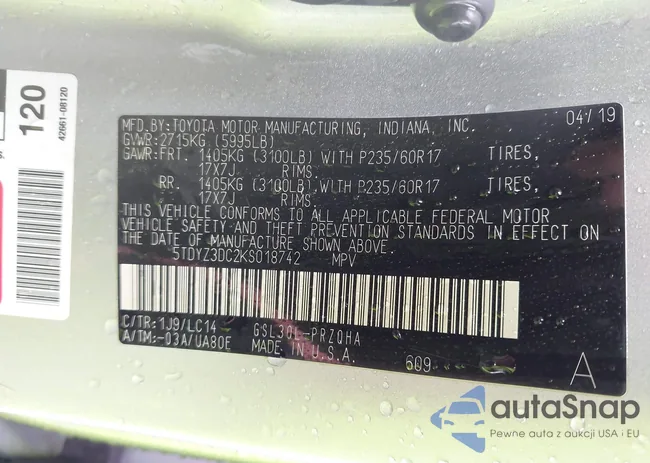 120
42661-08120
s.
MFD.BY:TOYOTA MOTOR MANUFACTURING, INDIANA, INC. 04/19
GVWR:2715KG (5995LB)
GAWR:FRT. 1405KG (3100LB) WITH P235/60R17 TIRES,
17X7J RIMS.
RR. 1405KG (3100LB) WITH P235/60R17 TIRES,
17X7J RIMS.
THIS VEHICLE CONFORMS TO ALL APPLICABLE FEDERAL MOTOR
VEHICLE SAFETY AND THEFT PREVENTION STANDARDS IN EFFECT ON
THE DATE OF MANUFACTURE SHOWN ABOVE.
5TDYZ3DC2KS018742 MPV
C/TR:1J9/LC14 GSL30L-PRZQHA
A/TM:-03A/UA80E MADE IN U.S.A. 609 A
autaSnap
Pewne auta z aukcji USA i EU